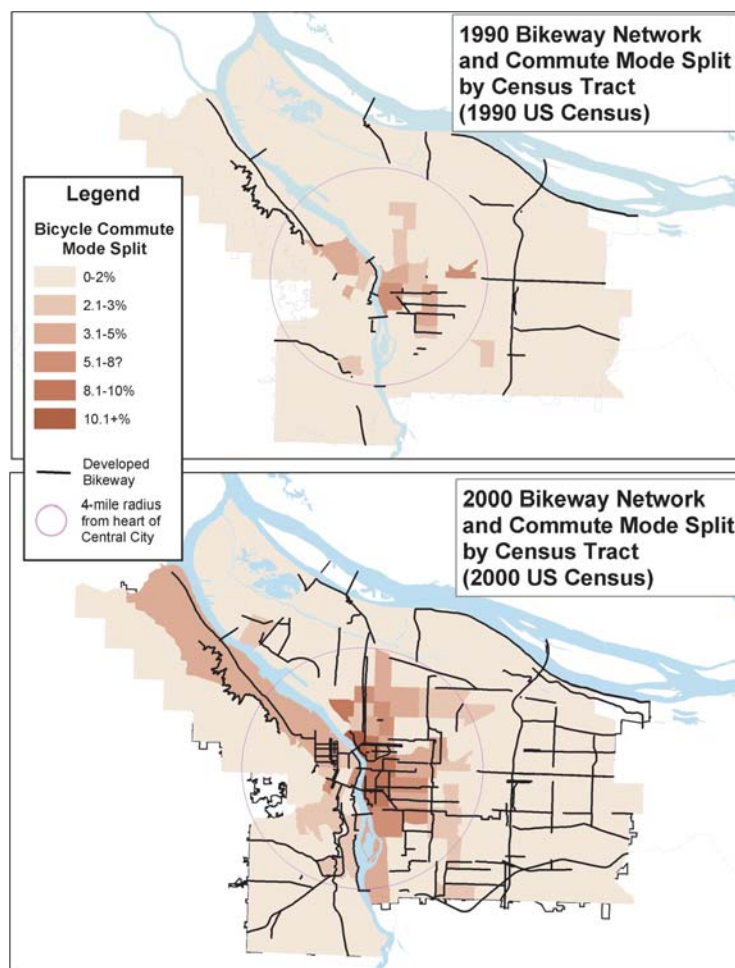 1990 Bikeway Network
and Commute Mode Split
by Census Tract
(1990 US Census)
Legend
Bicycle Commute
Mode Split
0-2%
2.1-3%
3.1-5%
5.1-8?
8.1-10%
10.1+%
Developed
Bikeway
4-mile radius
from heart of
Central City
2000 Bikeway Network
and Commute Mode Split
by Census Tract
(2000 US Census)